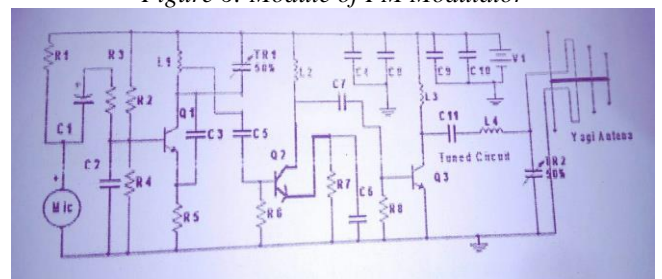 Module of FM Modulator
R1
R3
L1
TR1
50%
L2
C4
C8
C9
C10
V1
R2
C7
L3
C1
Q1
C3
C5
C11
L4
Yagi Antena
C2
Q2
Tuned Circuit
TR2
50%
+
R4
R7
C6
Q3
Mic
R5
R6
R8